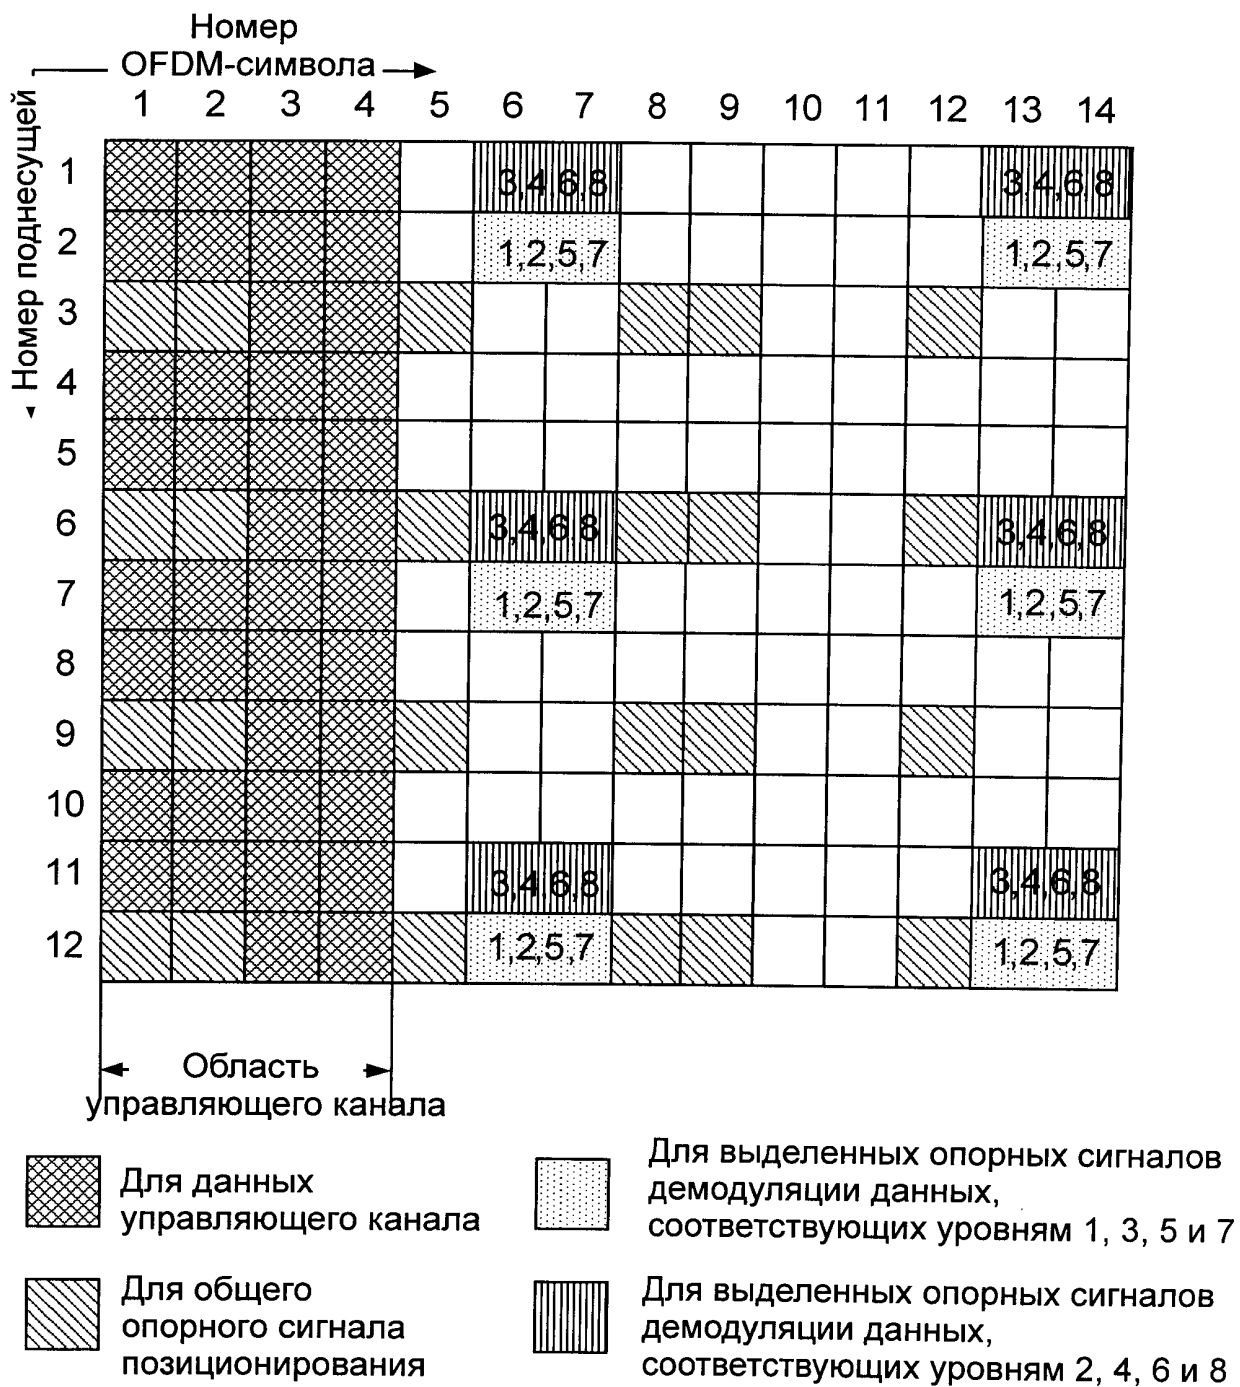 Номер
OFDM-символа
Номер поднесущей
1 2 3 4 5 6 7 8 9 10 11 12 13 14
1 3,4,6,8 3,4,6,8
2 1,2,5,7 1,2,5,7
3
4
5
6 3,4,6,8 3,4,6,8
7 1,2,5,7 1,2,5,7
8
9
10
11 3,4,6,8 3,4,6,8
12 1,2,5,7 1,2,5,7
Область
управляющего канала
Для данных
управляющего канала
Для общего
опорного сигнала
позиционирования
Для выделенных опорных сигналов
демодуляции данных,
соответствующих уровням 1, 3, 5 и 7
Для выделенных опорных сигналов
демодуляции данных,
соответствующих уровням 2, 4, 6 и 8